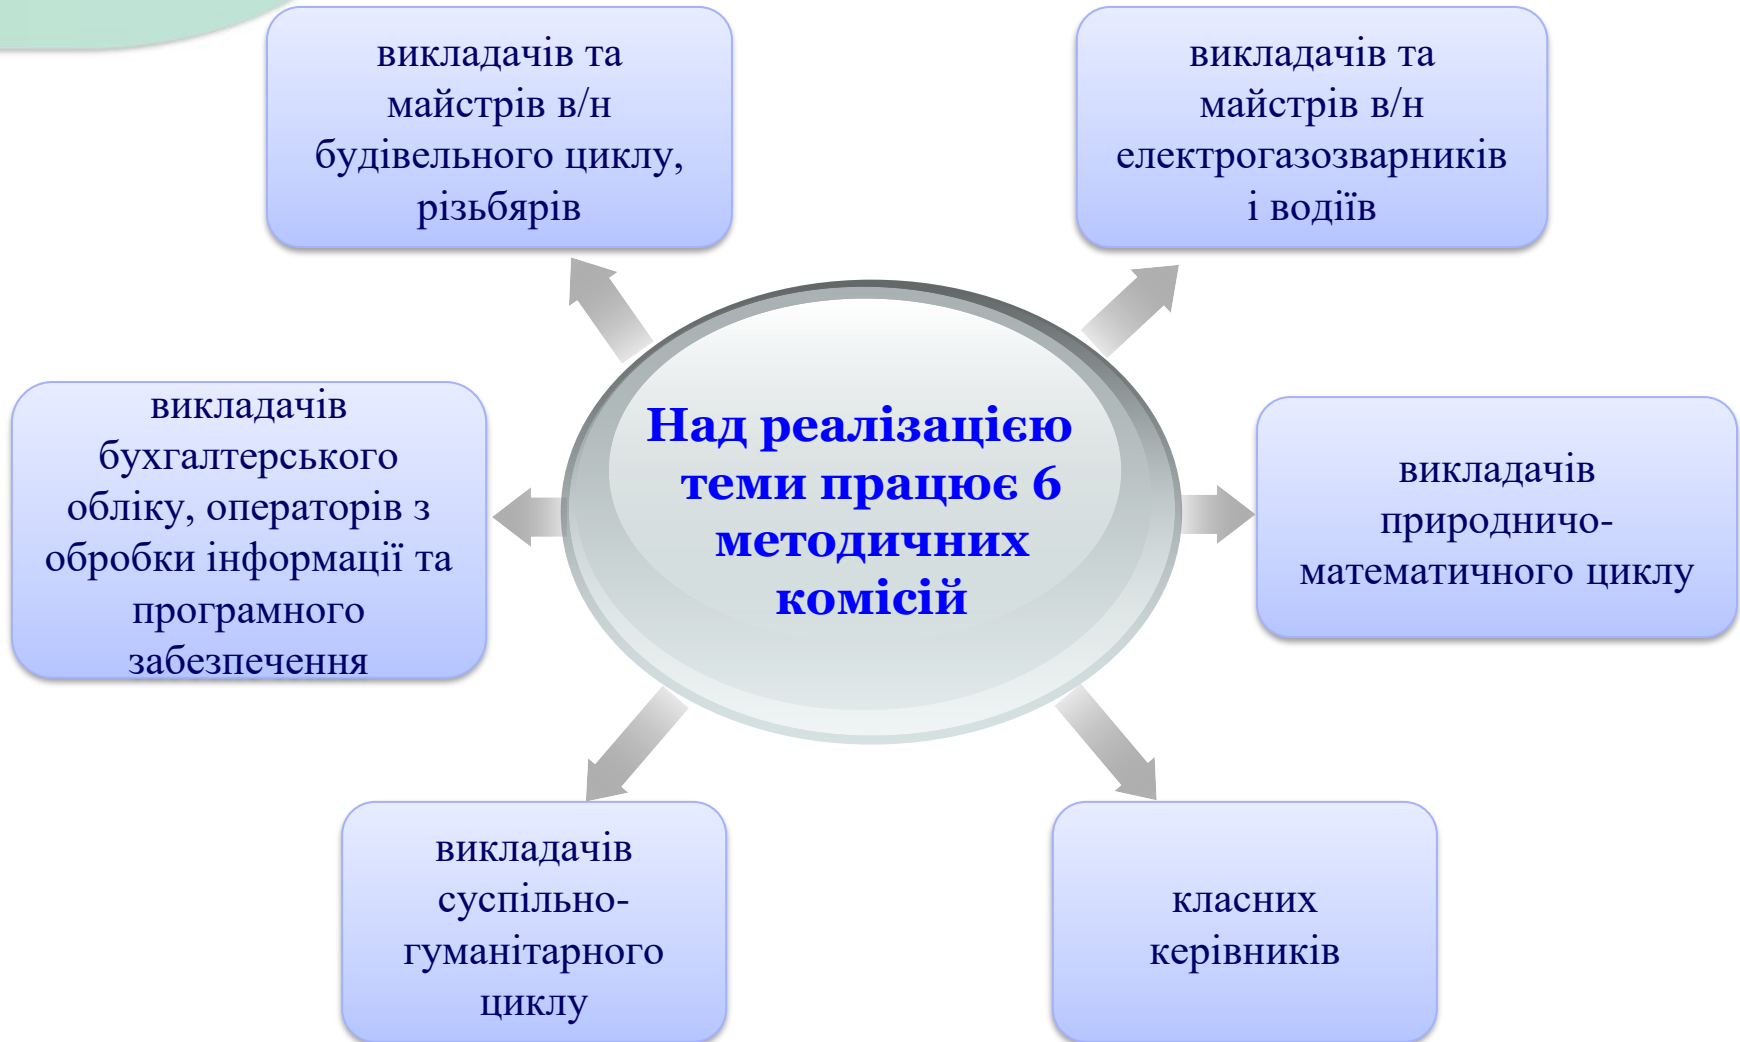 викладачів та
майстрів в/н
будівельного циклу,
різьбярів
викладачів та
майстрів в/н
електрогазозварників
і водіїв
викладачів
бухгалтерського
обліку, операторів з
обробки інформації та
програмного
забезпечення
Над реалізацією
теми працює 6
методичних
комісій
викладачів
природничо-
математичного циклу
викладачів
суспільно-
гуманітарного
циклу
класних
керівників